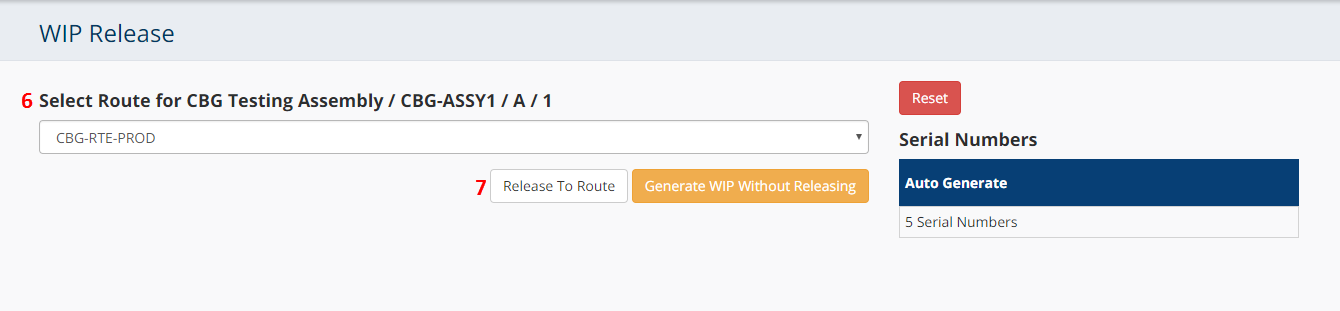 WIP Release
6 Select Route for CBG Testing Assembly / CBG-ASSY1 / A / 1
CBG-RTE-PROD
7 Release To Route Generate WIP Without Releasing
Reset
Serial Numbers
Auto Generate
5 Serial Numbers